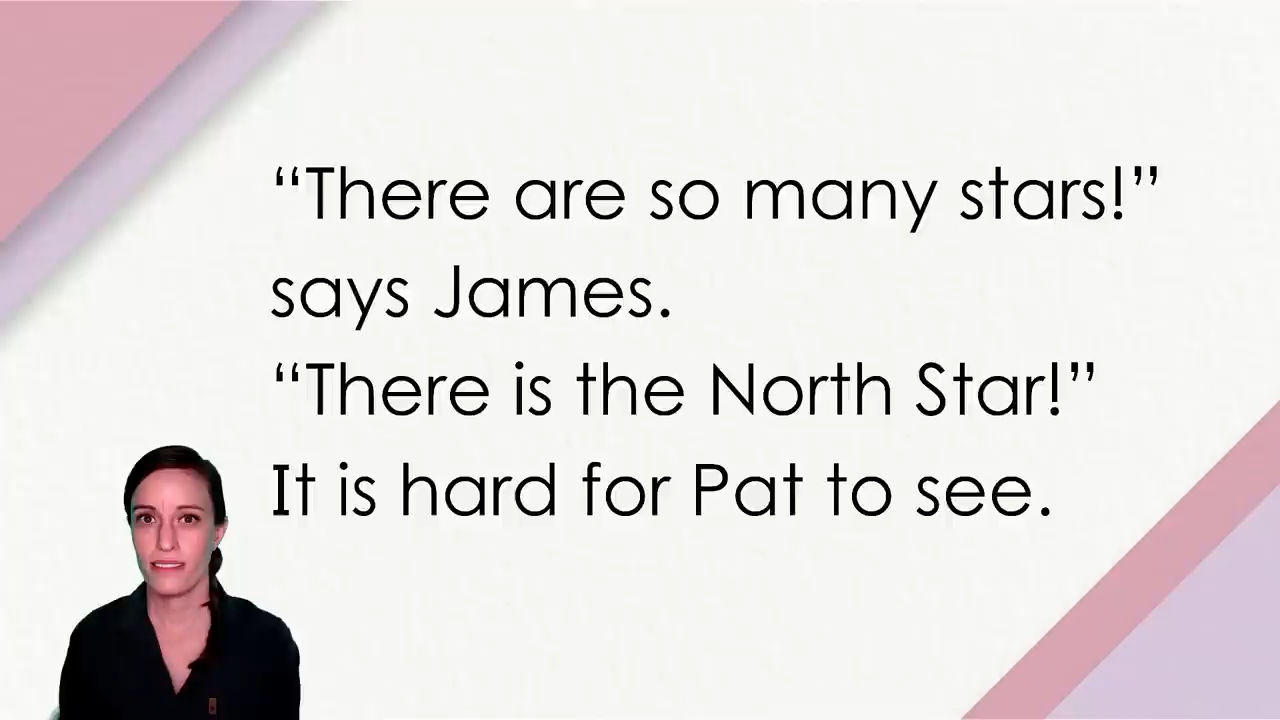 “There are so many stars!”
says James.
“There is the North Star!”
It is hard for Pat to see.